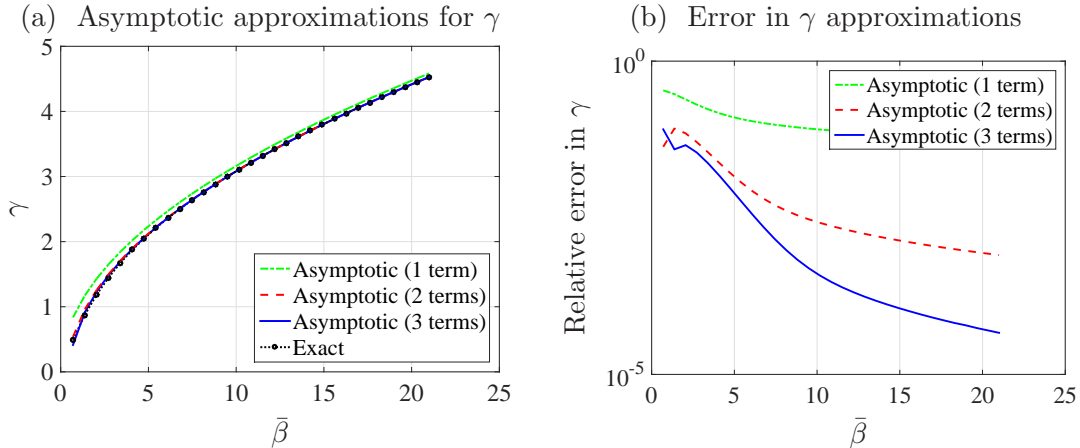 (a) Asymptotic approximations for γ
5
4
3
2
1
0
γ
0 5 10 15 20 25
β̄
Asymptotic (1 term)
Asymptotic (2 terms)
Asymptotic (3 terms)
Exact
(b) Error in γ approximations
10^0
10^-5
Relative error in γ
0 5 10 15 20 25
β̄
Asymptotic (1 term)
Asymptotic (2 terms)
Asymptotic (3 terms)